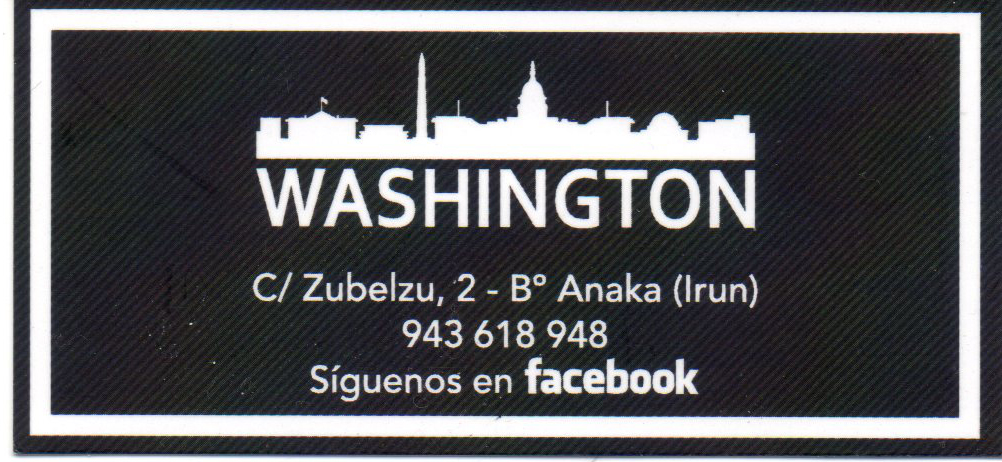 WASHINGTON
C/ Zubelzu, 2 - Bº Anaka (Irun)
943 618 948
Síguenos en facebook